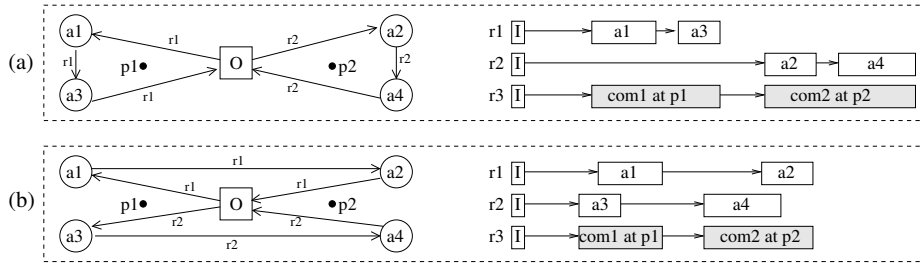 (a)
a1
r1
O
r2
a2
r1
p1
p2
r2
a3
r1
r2
a4
r1 I a1 a3
r2 I a2 a4
r3 I com1 at p1 com2 at p2
(b)
a1
r1
a2
r1
r1
p1
O
p2
a3
r2
r2
r2
a4
r1 I a1 a2
r2 I a3 a4
r3 I com1 at p1 com2 at p2